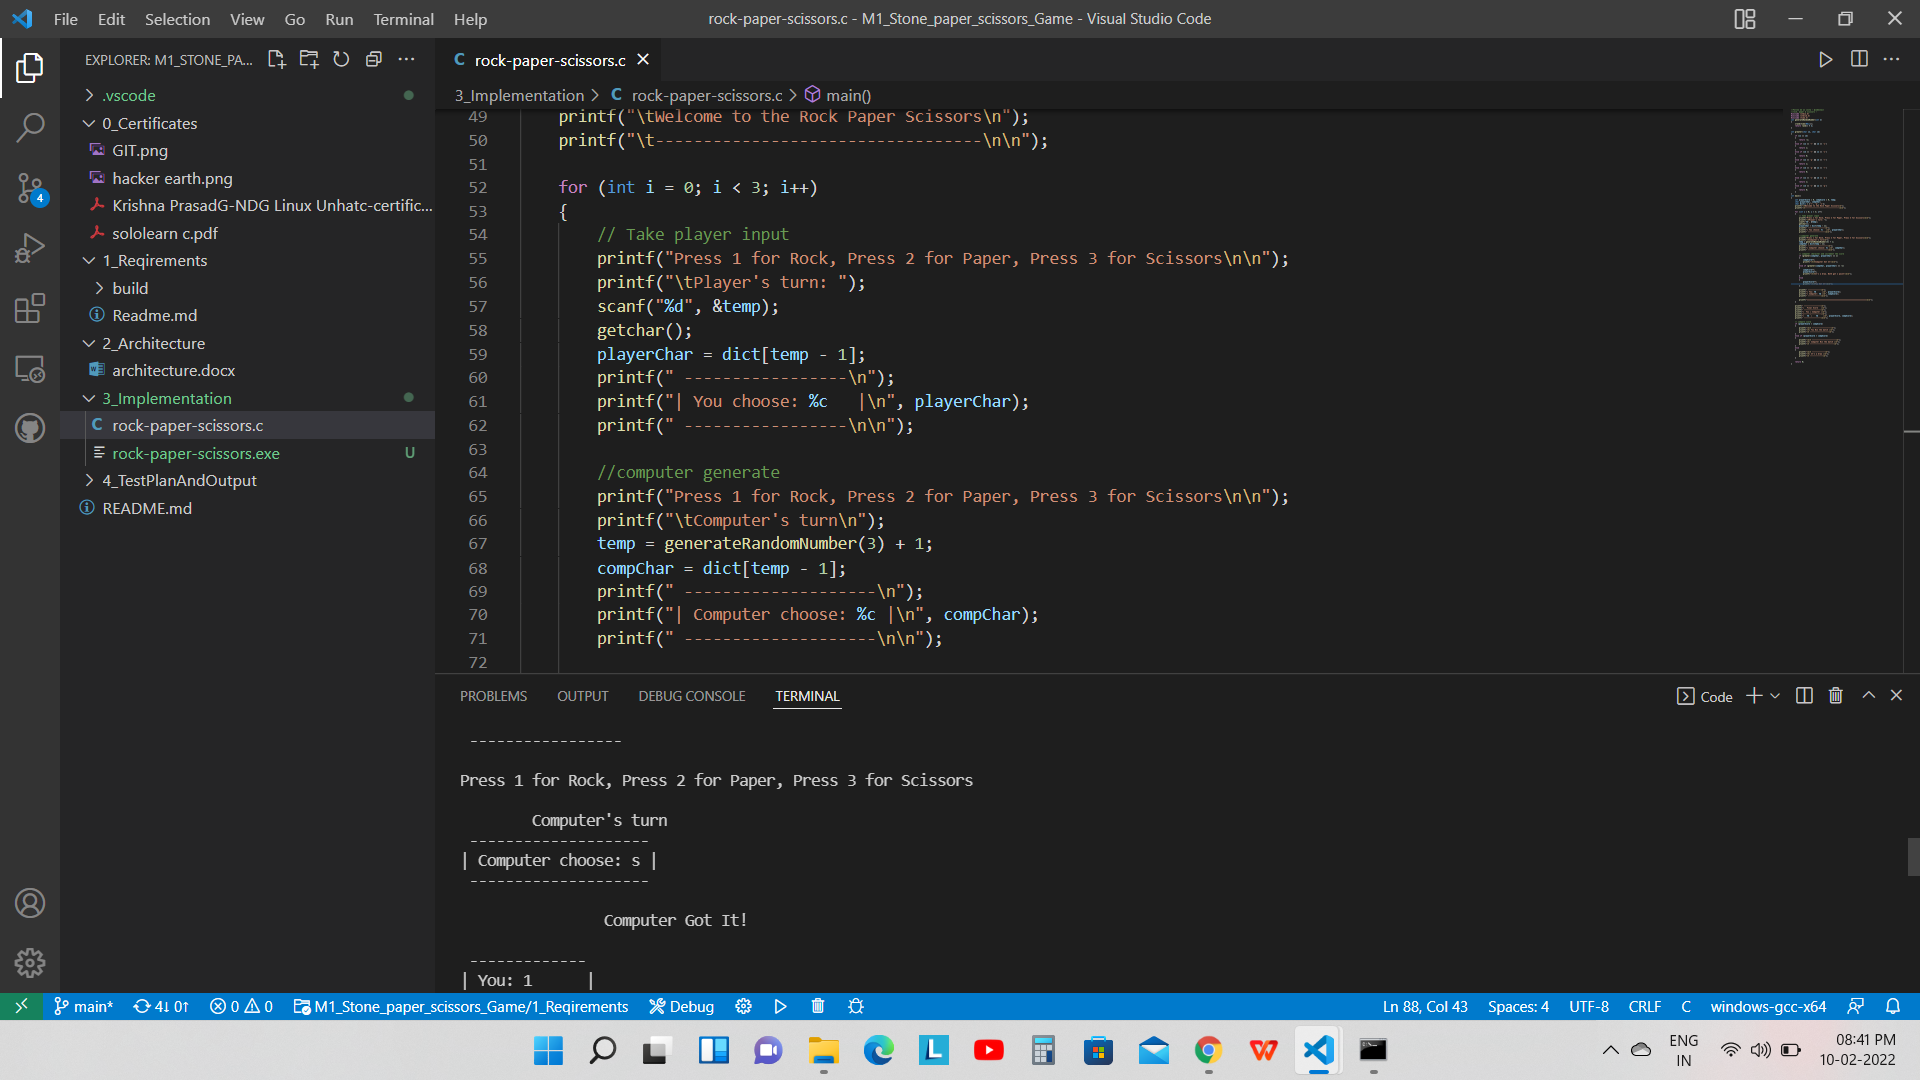 File Edit Selection View Go Run Terminal Help
rock-paper-scissors.c - M1_Stone_paper_scissors_Game - Visual Studio Code
EXPLORER: M1_STONE_PA...
.vscode
0_Certificates
GIT.png
hacker earth.png
Krishna PrasadG-NDG Linux Unhatc-certific...
sololearn c.pdf
1_Reqirements
build
Readme.md
2_Architecture
architecture.docx
3_Implementation
C rock-paper-scissors.c
rock-paper-scissors.exe U
4_TestPlanAndOutput
README.md
4
C rock-paper-scissors.c
3_Implementation > C rock-paper-scissors.c > main()
49 printf("\tWelcome to the Rock Paper Scissors\n");
50 printf("\t----------------------------------\n\n");
51
52 for (int i = 0; i < 3; i++)
53 {
54 // Take player input
55 printf("Press 1 for Rock, Press 2 for Paper, Press 3 for Scissors\n\n");
56 printf("\tPlayer's turn: ");
57 scanf("%d", &temp);
58 getchar();
59 playerChar = dict[temp - 1];
60 printf(" -----------------\n");
61 printf("| You choose: %c   |\n", playerChar);
62 printf(" -----------------\n\n");
63
64 //computer generate
65 printf("Press 1 for Rock, Press 2 for Paper, Press 3 for Scissors\n\n");
66 printf("\tComputer's turn\n");
67 temp = generateRandomNumber(3) + 1;
68 compChar = dict[temp - 1];
69 printf(" --------------------\n");
70 printf("| Computer choose: %c |\n", compChar);
71 printf(" --------------------\n\n");
72
PROBLEMS OUTPUT DEBUG CONSOLE TERMINAL
Code
-----------------
Press 1 for Rock, Press 2 for Paper, Press 3 for Scissors
Computer's turn
--------------------
| Computer choose: s |
--------------------
Computer Got It!
-------------
| You: 1      |
main* 4↓ 0↑ 0 0 M1_Stone_paper_scissors_Game/1_Reqirements Debug
Ln 88, Col 43 Spaces: 4 UTF-8 CRLF C windows-gcc-x64
L
ENG
IN
08:41 PM
10-02-2022